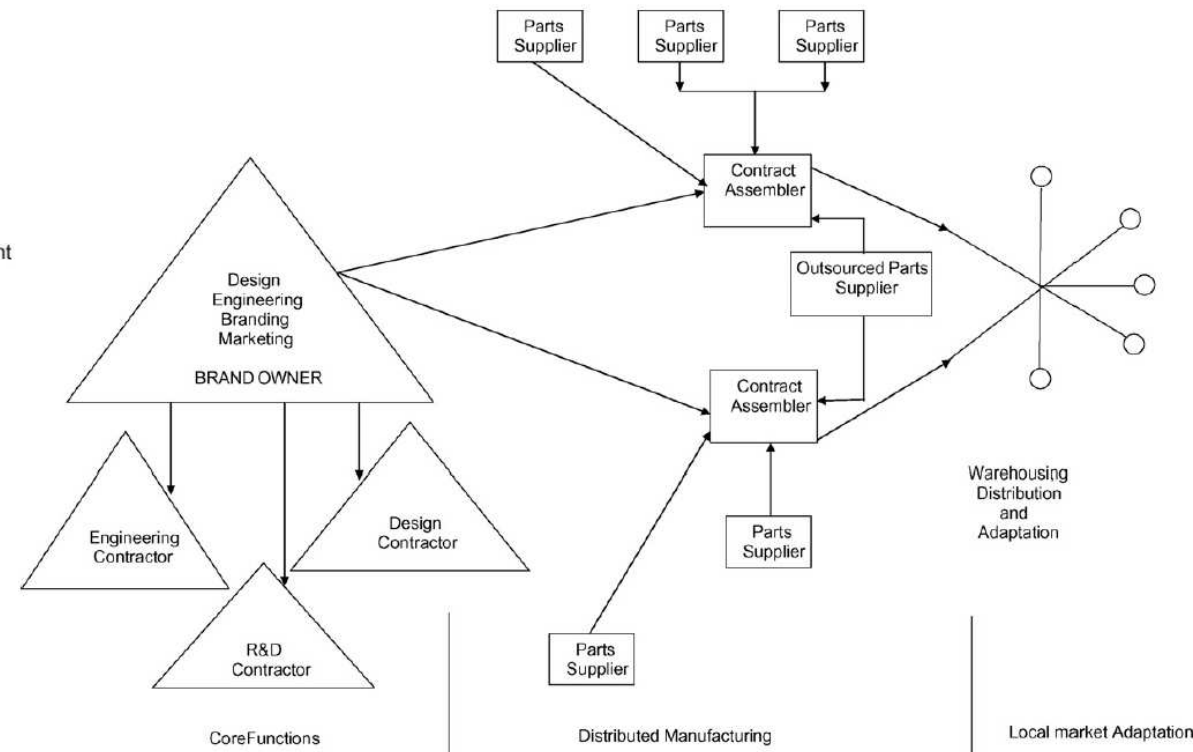 Parts
Supplier
Parts
Supplier
Parts
Supplier
Contract
Assembler
nt
Design
Engineering
Branding
Marketing
BRAND OWNER
Outsourced Parts
Supplier
Contract
Assembler
Warehousing
Distribution
and
Adaptation
Engineering
Contractor
Design
Contractor
Parts
Supplier
R&D
Contractor
Parts
Supplier
CoreFunctions
Distributed Manufacturing
Local market Adaptation